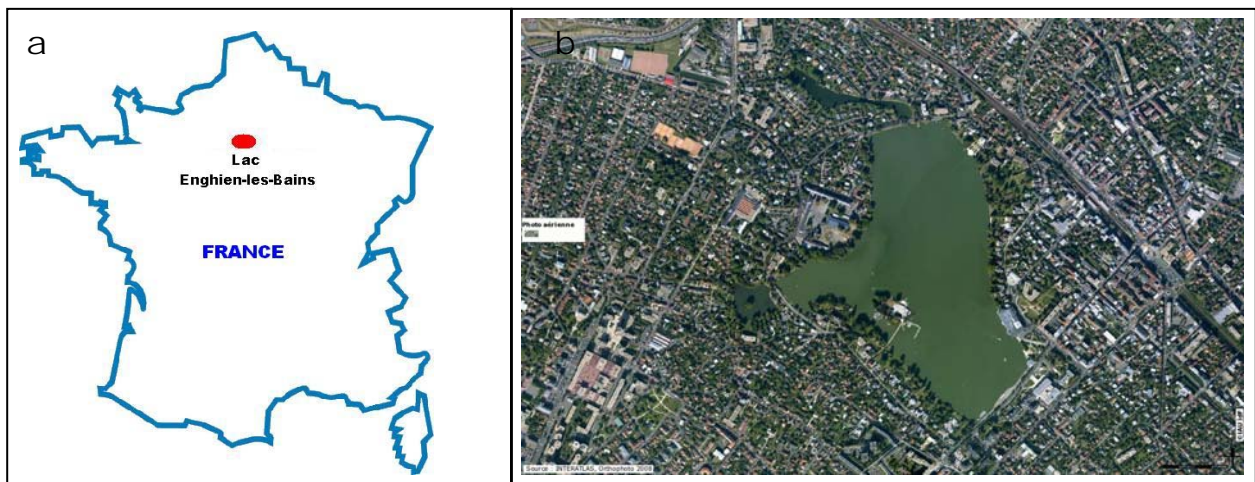 a
Lac
Enghien-les-Bains
FRANCE
b
Photo aérienne
Source : INTERATLAS, Orthophoto 2008